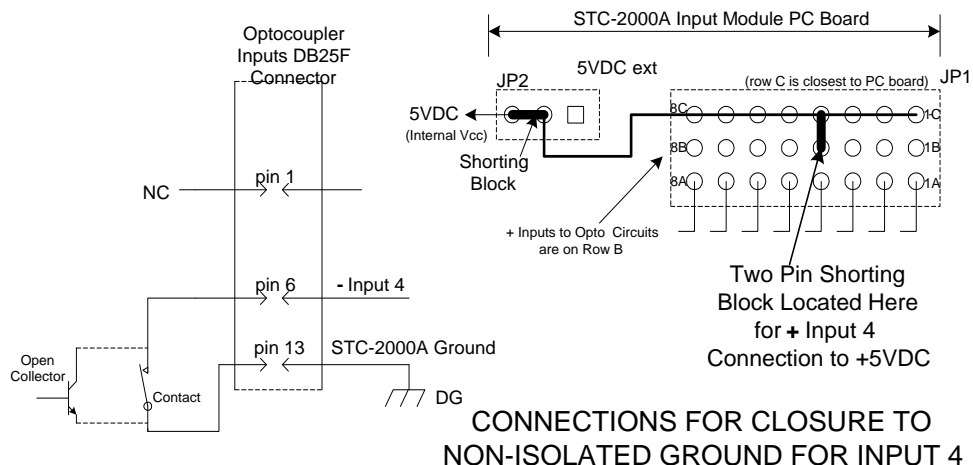 STC-2000A Input Module PC Board
Optocoupler
Inputs DB25F
Connector
5VDC ext
JP2
(row C is closest to PC board)
JP1
5VDC
(Internal Vcc)
8C
1C
Shorting
Block
8B
1B
8A
1A
NC
pin 1
+ Inputs to Opto Circuits
are on Row B
Two Pin Shorting
Block Located Here
for + Input 4
Connection to +5VDC
pin 6
- Input 4
pin 13
STC-2000A Ground
Open
Collector
Contact
DG
CONNECTIONS FOR CLOSURE TO
NON-ISOLATED GROUND FOR INPUT 4